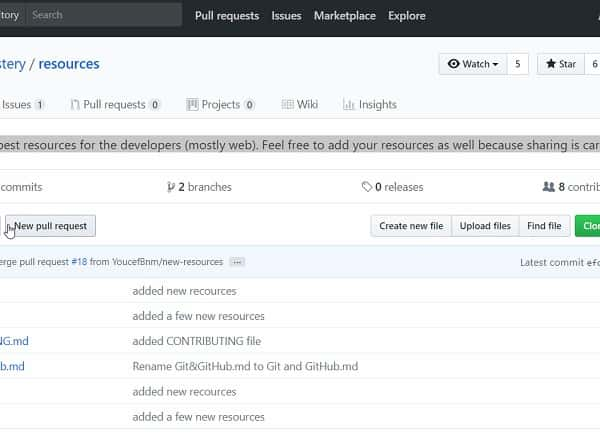 tory Search Pull requests Issues Marketplace Explore
stery / resources Watch 5 Star 6
Issues 1 Pull requests 0 Projects 0 Wiki Insights
best resources for the developers (mostly web). Feel free to add your resources as well because sharing is car
commits 2 branches 0 releases 8 contrib
New pull request Create new file Upload files Find file Clo
erge pull request #18 from YoucefBnm/new-resources ... Latest commit efc
added new recources
added a few new resources
NG.md added CONTRIBUTING file
b.md Rename Git&GitHub.md to Git and GitHub.md
added new recources
added a few new resources